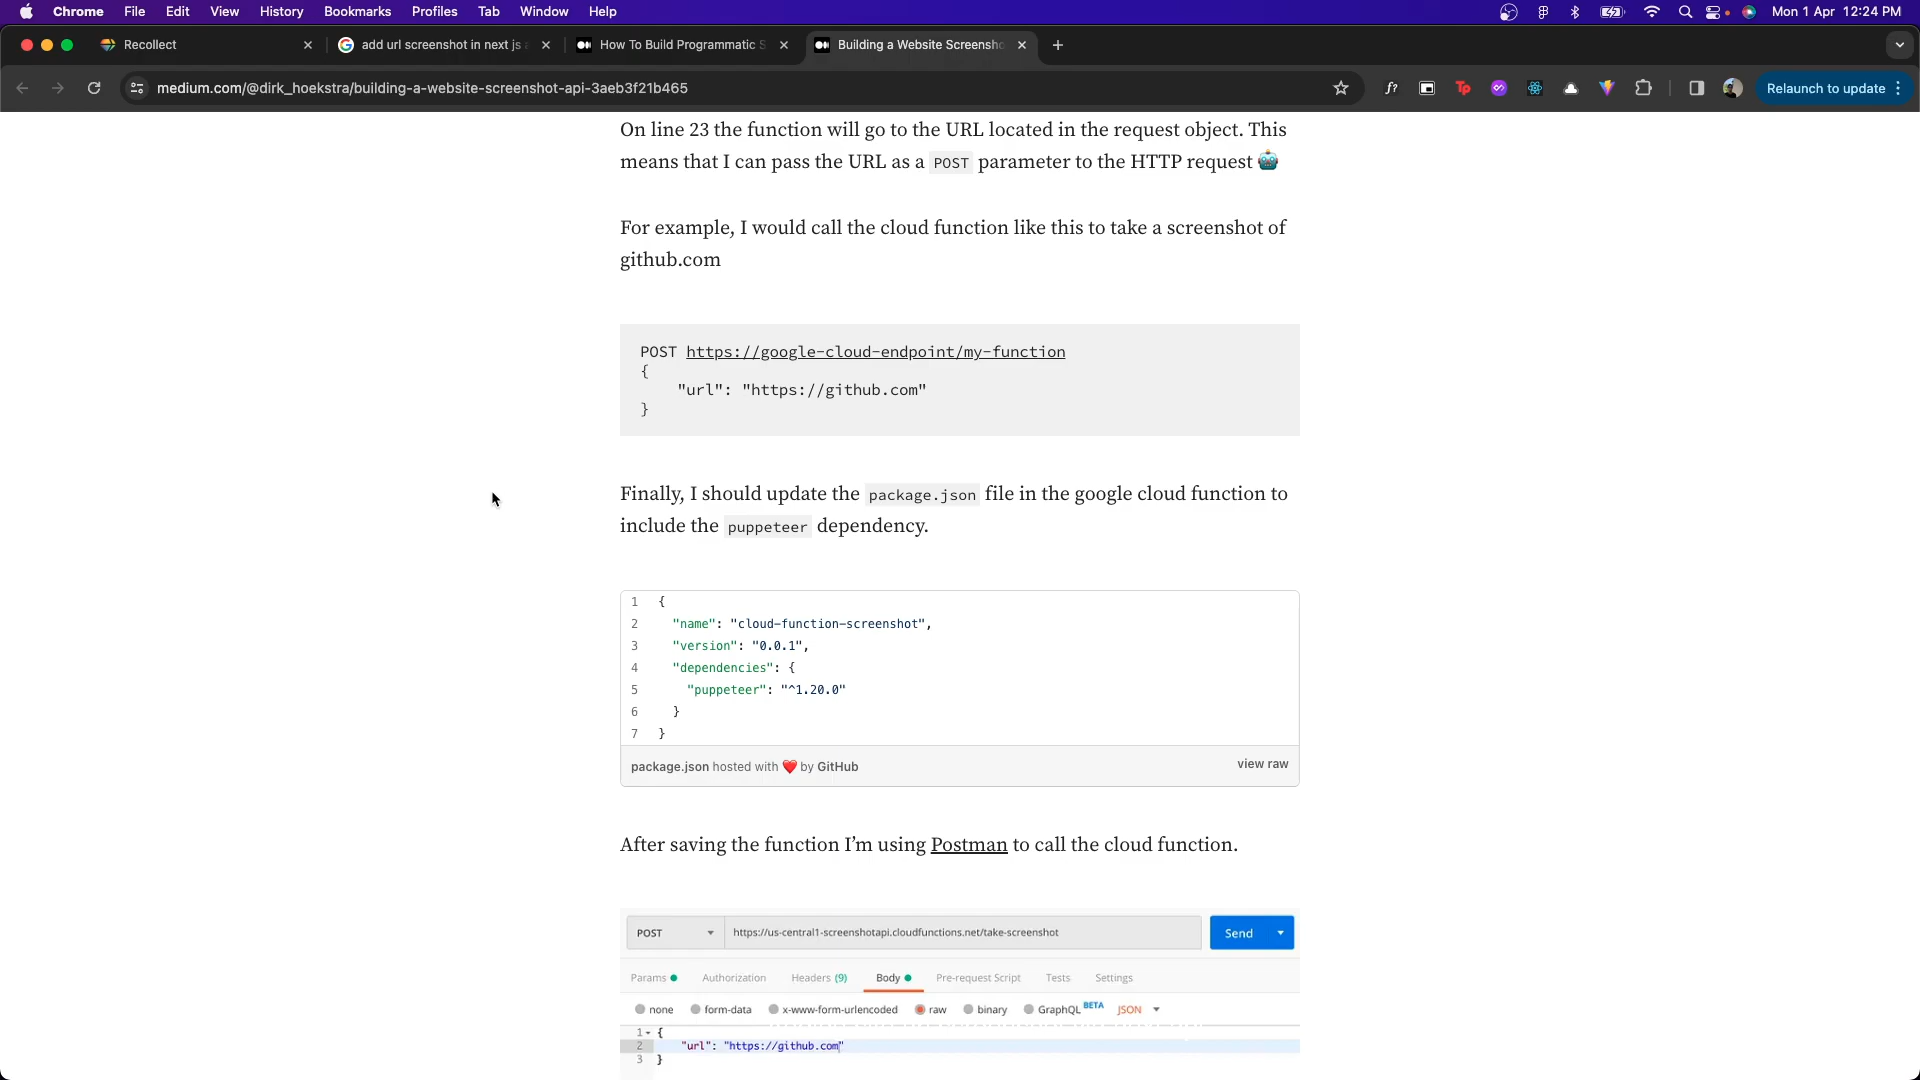 Chrome File Edit View History Bookmarks Profiles Tab Window Help Mon 1 Apr 12:24 PM
Recollect add url screenshot in next js How To Build Programmatic S Building a Website Screensho
medium.com/@dirk_hoekstra/building-a-website-screenshot-api-3aeb3f21b465 f? Tp Relaunch to update
On line 23 the function will go to the URL located in the request object. This
means that I can pass the URL as a POST parameter to the HTTP request
For example, I would call the cloud function like this to take a screenshot of
github.com
POST https://google-cloud-endpoint/my-function
{
"url": "https://github.com"
}
Finally, I should update the package.json file in the google cloud function to
include the puppeteer dependency.
1 {
2 "name": "cloud-function-screenshot",
3 "version": "0.0.1",
4 "dependencies": {
5 "puppeteer": "^1.20.0"
6 }
7 }
package.json hosted with ❤ by GitHub view raw
After saving the function I’m using Postman to call the cloud function.
POST https://us-central1-screenshotapi.cloudfunctions.net/take-screenshot Send
Params Authorization Headers (9) Body Pre-request Script Tests Settings
none form-data x-www-form-urlencoded raw binary GraphQL BETA JSON
1 {
2 "url": "https://github.com"
3 }